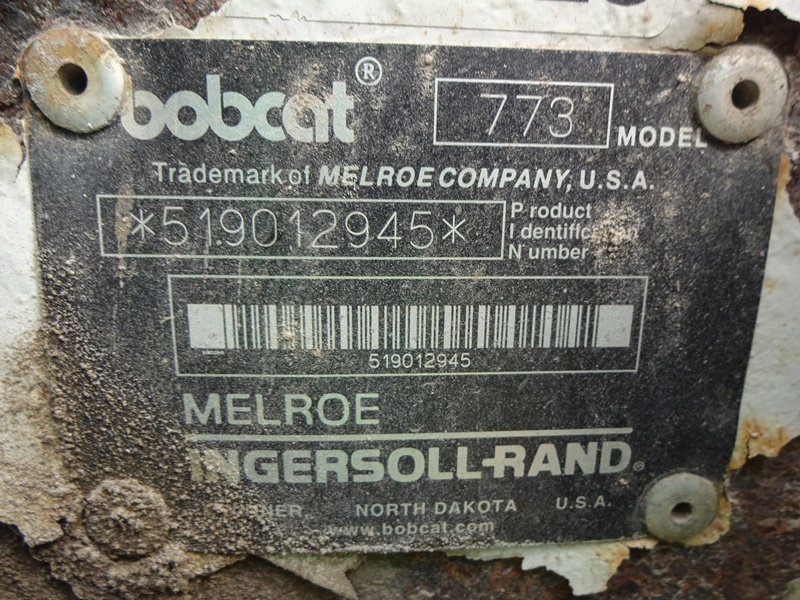 bobcat®
773 MODEL
Trademark of MELROE COMPANY, U.S.A.
*519012945* Product
Identification
Number
519012945
MELROE
INGERSOLL-RAND®
NORTH DAKOTA U.S.A.
www.bobcat.com